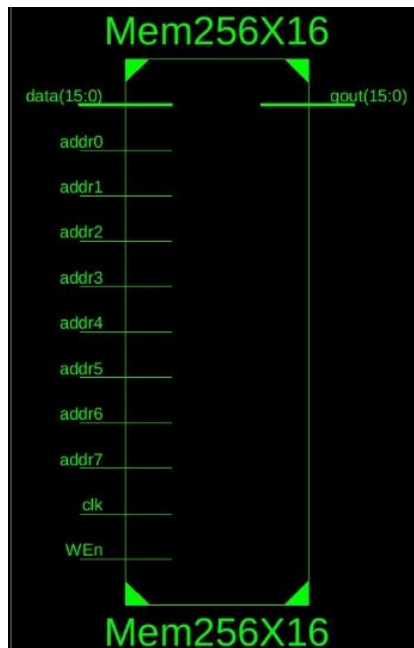 Mem256X16
data(15:0) qout(15:0)
addr0
addr1
addr2
addr3
addr4
addr5
addr6
addr7
clk
WEn
Mem256X16